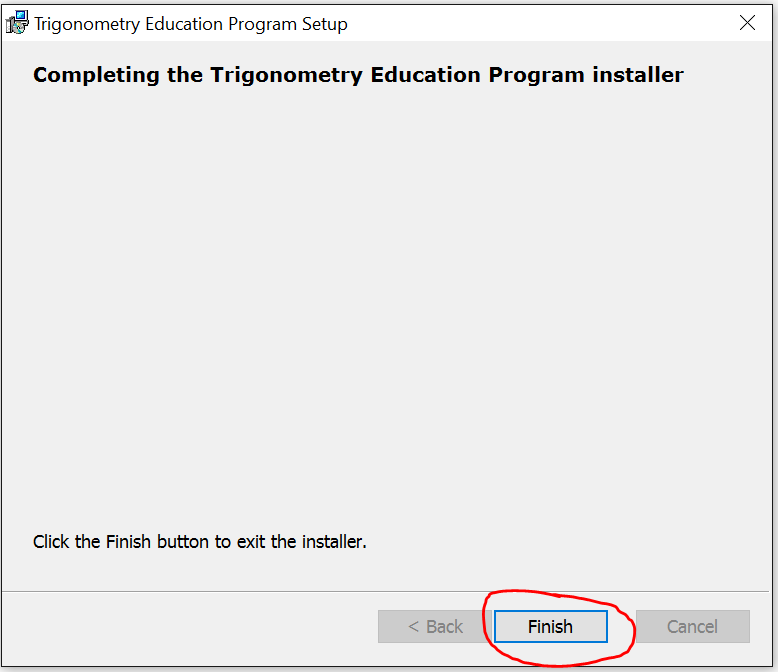 Trigonometry Education Program Setup
Completing the Trigonometry Education Program installer
Click the Finish button to exit the installer.
< Back Finish Cancel